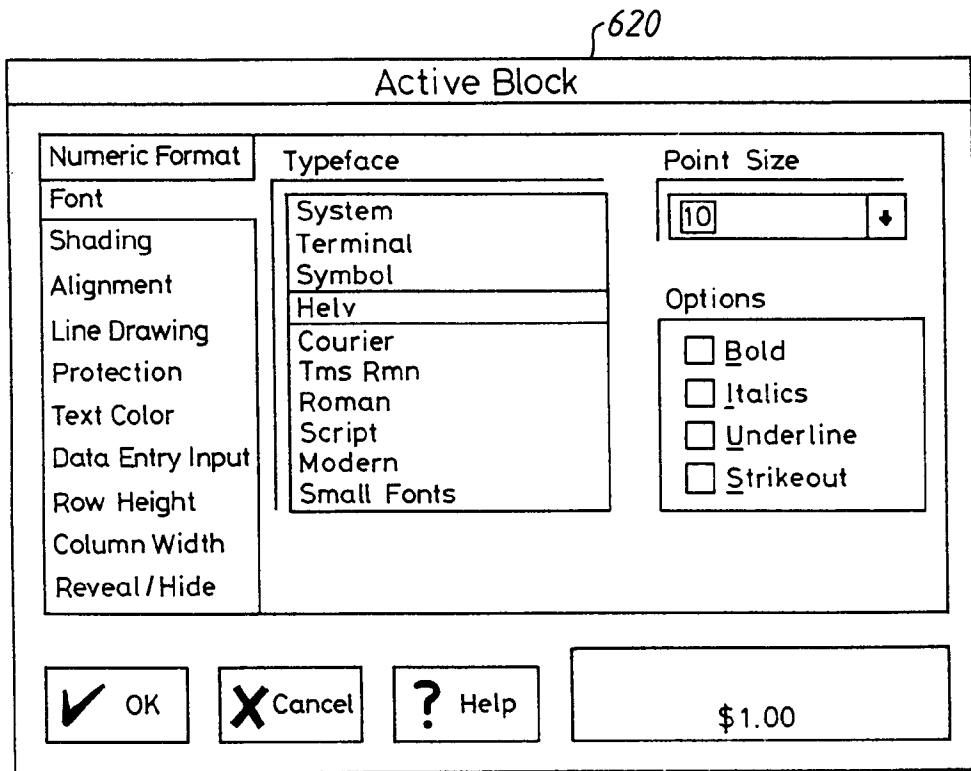 620
Active Block
Numeric Format
Font
Shading
Alignment
Line Drawing
Protection
Text Color
Data Entry Input
Row Height
Column Width
Reveal/Hide
Typeface
System
Terminal
Symbol
Helv
Courier
Tms Rmn
Roman
Script
Modern
Small Fonts
Point Size
10
Options
Bold
Italics
Underline
Strikeout
OK
Cancel
? Help
$1.00